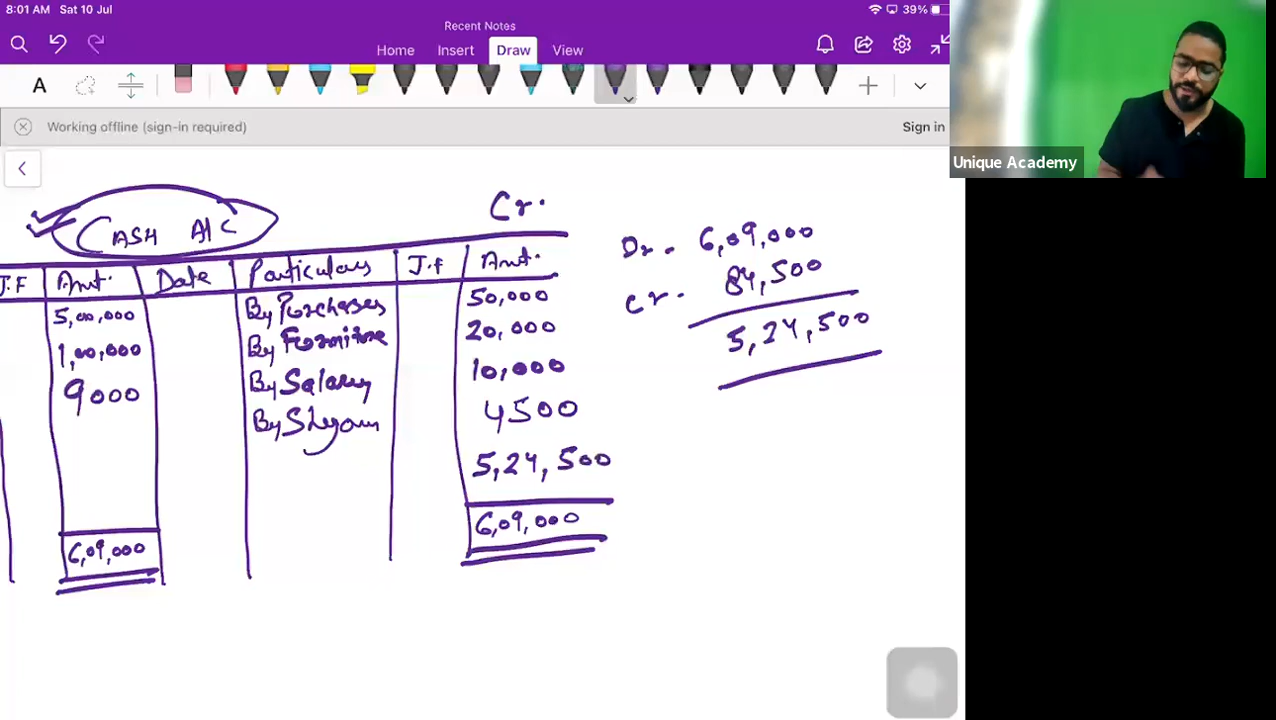 8:01 AM Sat 10 Jul
39%
Recent Notes
Home Insert Draw View
A
Working offline (sign-in required)
Sign in
Unique Academy
CASH A/C
Cr.
J.F Amt. Date Particulars J.f Amt.
5,00,000 By Purchases 50,000
1,00,000 By Furniture 20,000
9000 By Salary 10,000
By Shyam 4500
5,24,500
6,09,000 6,09,000
Dr. 6,09,000
Cr. 84,500
5,24,500